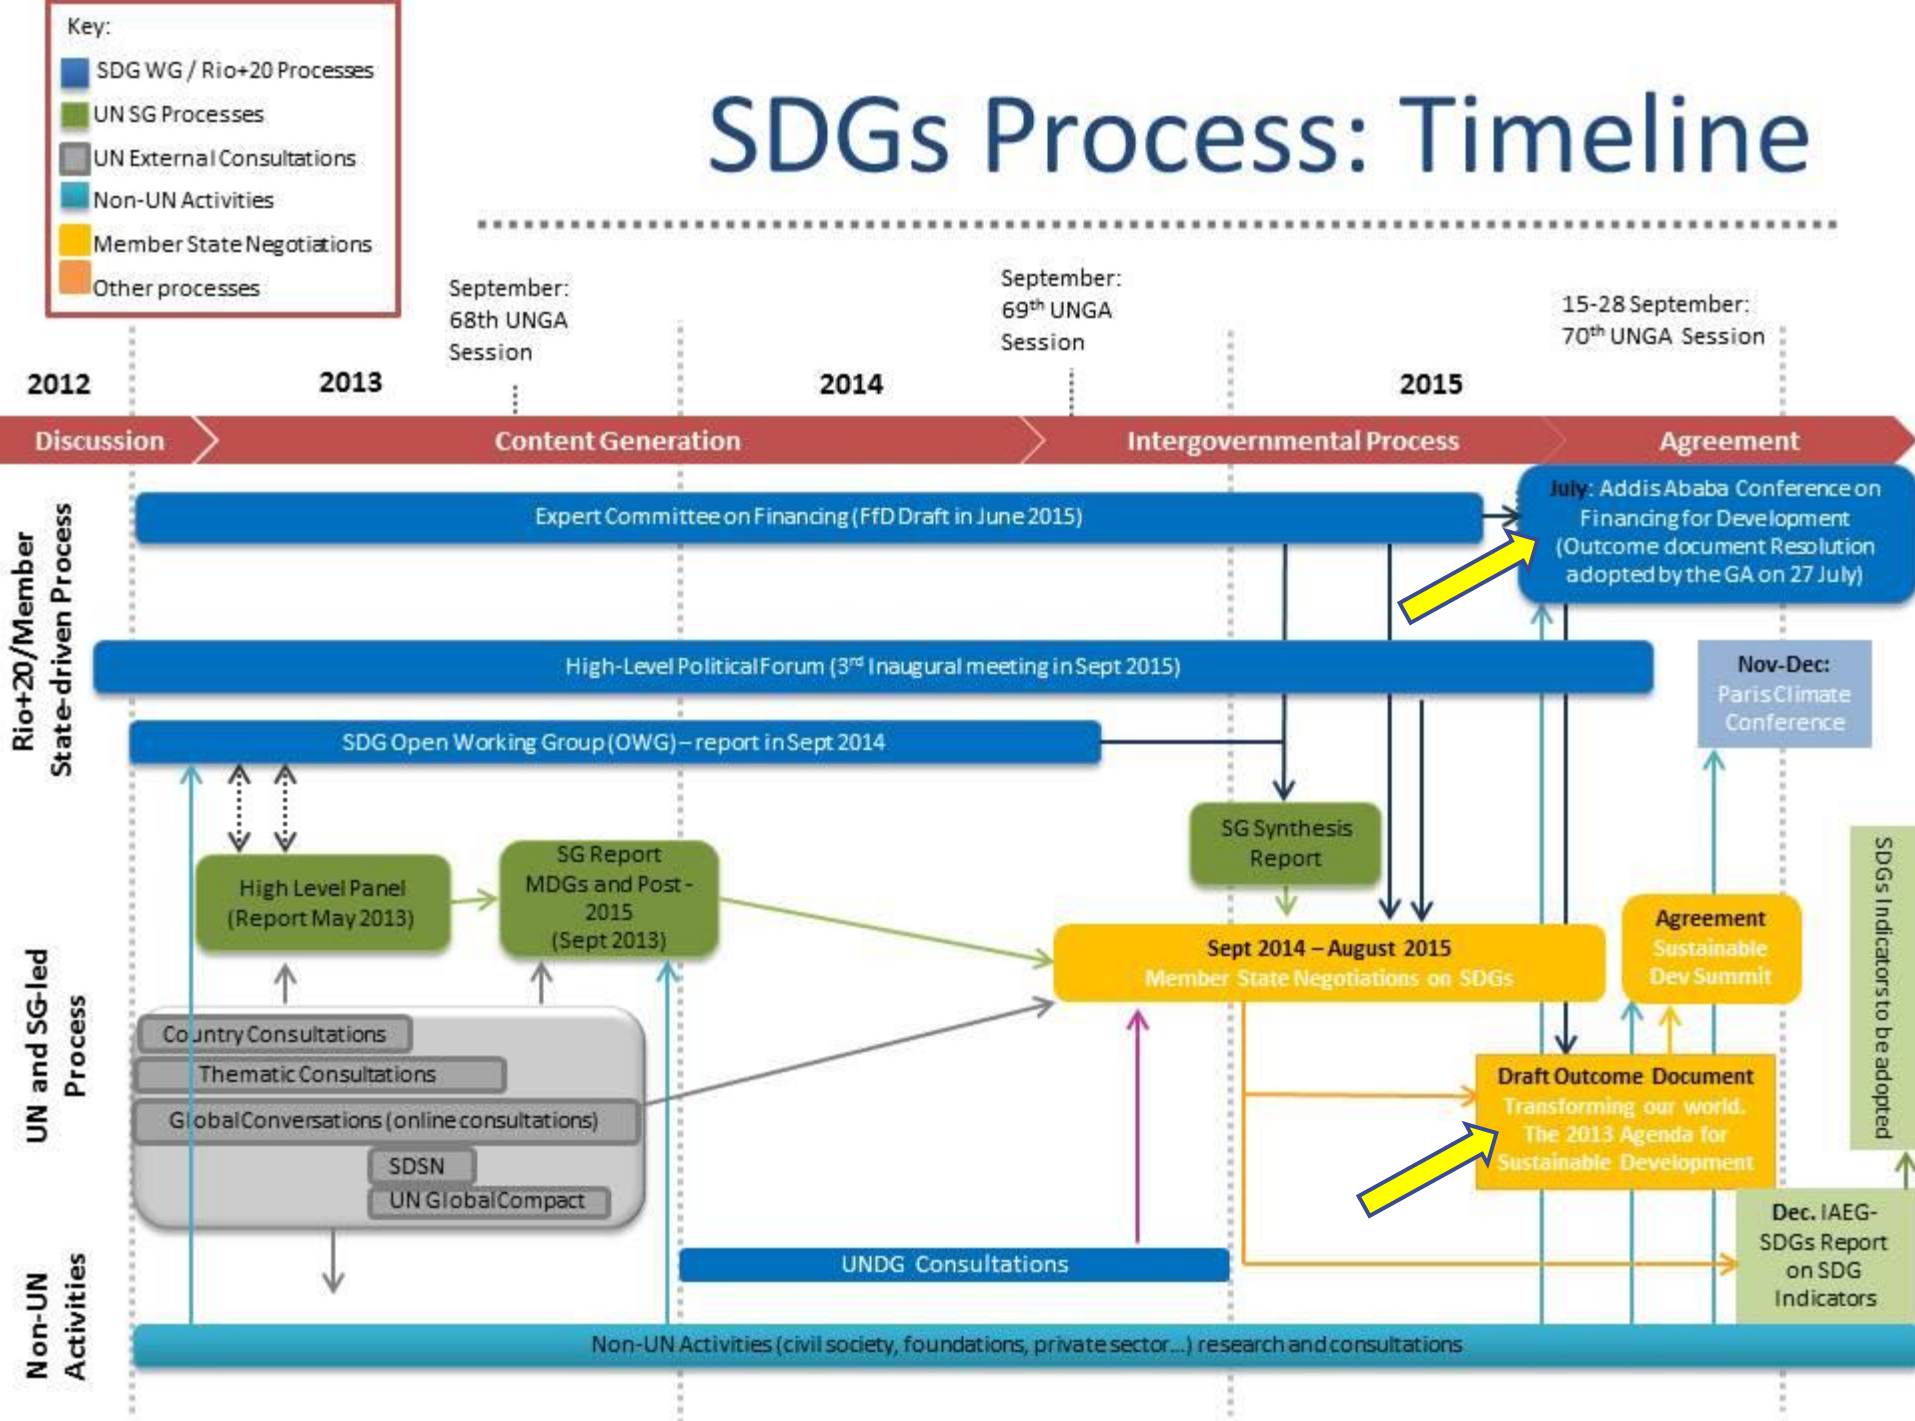 Key:
SDG WG / Rio+20 Processes
UN SG Processes
UN External Consultations
Non-UN Activities
Member State Negotiations
Other processes
SDGs Process: Timeline
September:
68th UNGA
Session
September:
69th UNGA
Session
15-28 September:
70th UNGA Session
2012
2013
2014
2015
Discussion
Content Generation
Intergovernmental Process
Agreement
Rio+20/Member
State-driven Process
Expert Committee on Financing (FfD Draft in June 2015)
July: Addis Ababa Conference on
Financing for Development
(Outcome document Resolution
adopted by the GA on 27 July)
High-Level Political Forum (3rd Inaugural meeting in Sept 2015)
Nov-Dec:
Paris Climate
Conference
SDG Open Working Group (OWG) – report in Sept 2014
UN and SG-led
Process
High Level Panel
(Report May 2013)
SG Report
MDGs and Post-
2015
(Sept 2013)
SG Synthesis
Report
Sept 2014 – August 2015
Member State Negotiations on SDGs
Agreement
Sustainable
Dev Summit
SDGs Indicators to be adopted
Country Consultations
Thematic Consultations
Global Conversations (online consultations)
SDSN
UN Global Compact
Draft Outcome Document
Transforming our world.
The 2013 Agenda for
Sustainable Development
Dec. IAEG-
SDGs Report
on SDG
Indicators
Non-UN
Activities
UNDG Consultations
Non-UN Activities (civil society, foundations, private sector...) research and consultations